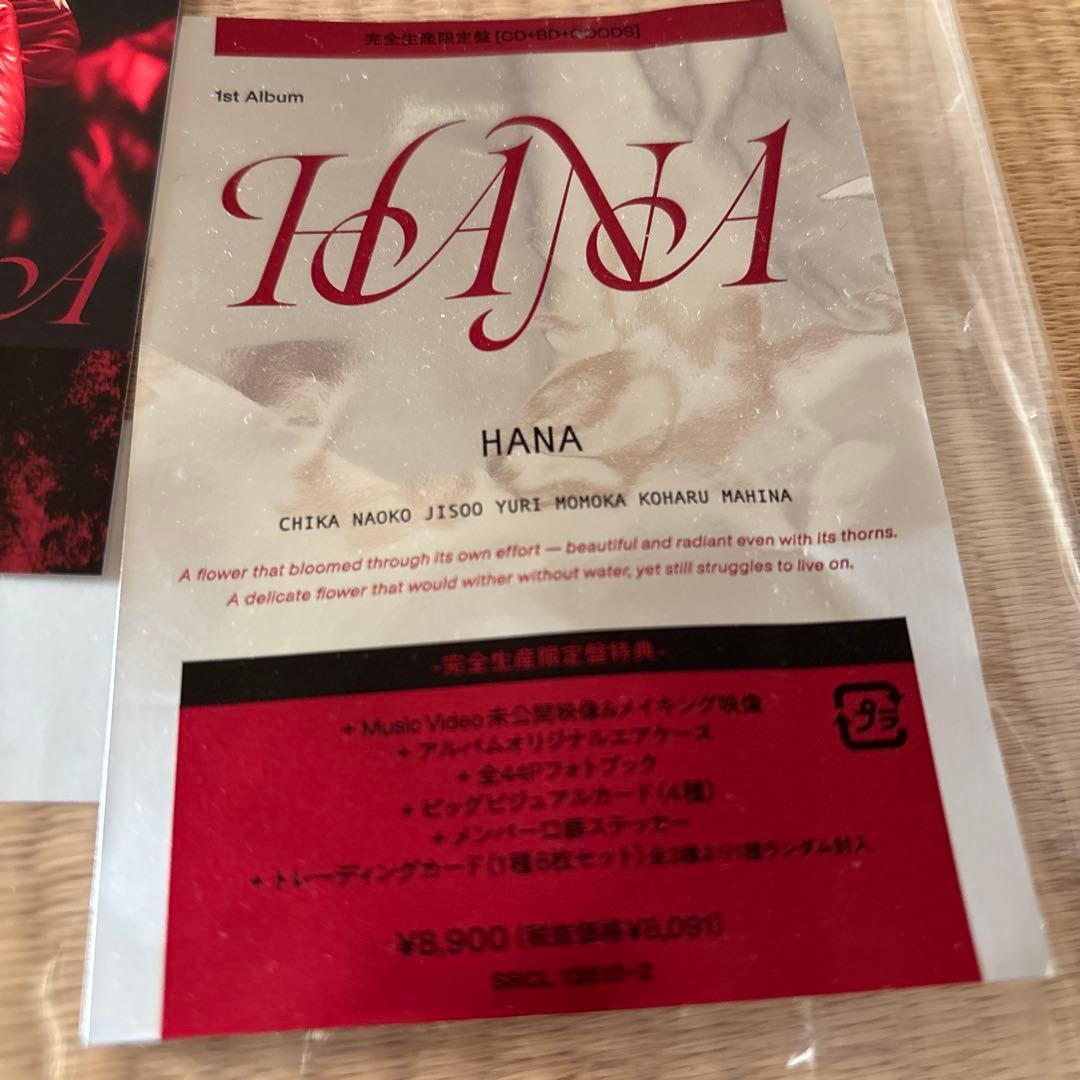 完全生産限定盤 [CD+BD+GOODS]
1st Album
HANA
HANA
CHIKA NAOKO JISOO YURI MOMOKA KOHARU MAHINA
A flower that bloomed through its own effort — beautiful and radiant even with its thorns.
A delicate flower that would wither without water, yet still struggles to live on.
-完全生産限定盤特典-
+ Music Video未公開映像&メイキング映像
+ アルバムオリジナルエアケース
+ 全44Pフォトブック
+ ビッグビジュアルカード(4種)
+ メンバー口癖ステッカー
+ トレーディングカード(1種8枚セット)全3種より1種ランダム封入
プラ
¥8,900 (税抜価格¥8,091)
SRCL
A